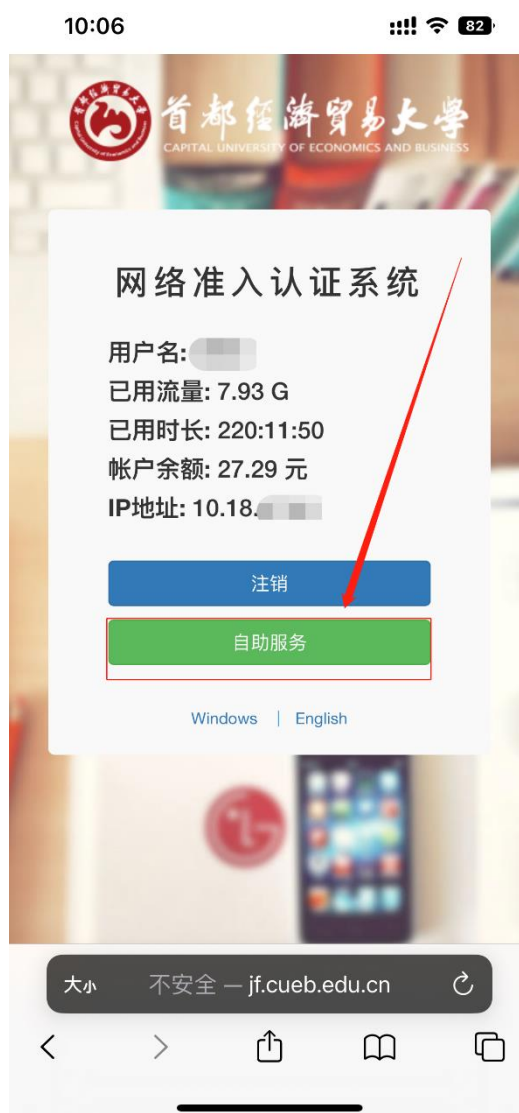 10:06
82
首都经济贸易大学
CAPITAL UNIVERSITY OF ECONOMICS AND BUSINESS
网络准入认证系统
用户名:
已用流量: 7.93 G
已用时长: 220:11:50
帐户余额: 27.29 元
IP地址: 10.18.
注销
自助服务
Windows | English
大小 不安全 — jf.cueb.edu.cn